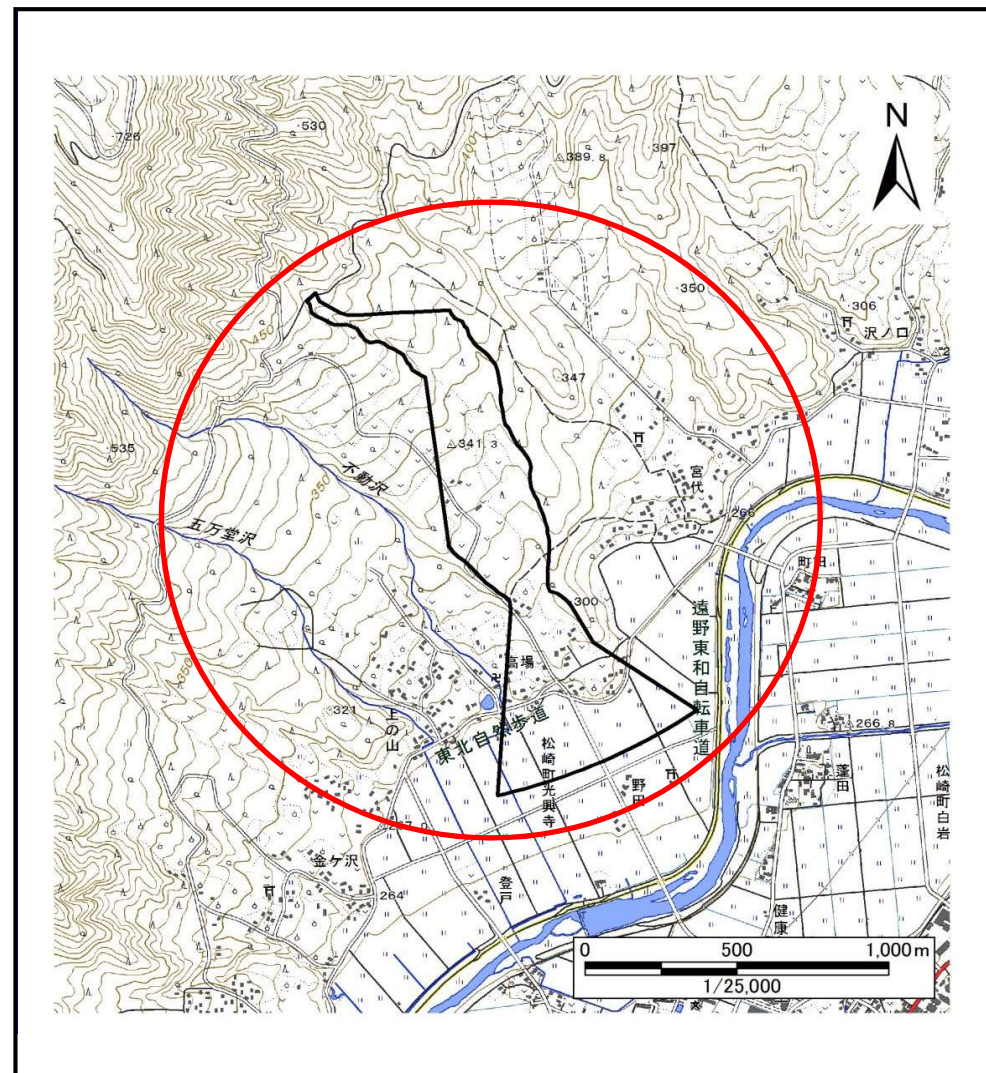 N
726
530
400
389.8
397
350
306
沢ノ口
450
347
341.3
535
不動沢
350
五万堂沢
宮代
266
町田
300
遠野東和自転車道
高場
350
321
上の山
東北自然歩道
松崎町光興寺
野田
266.8
蓬田
松崎町白岩
金ケ沢
264
登戸
健康
0 500 1,000m
1/25,000